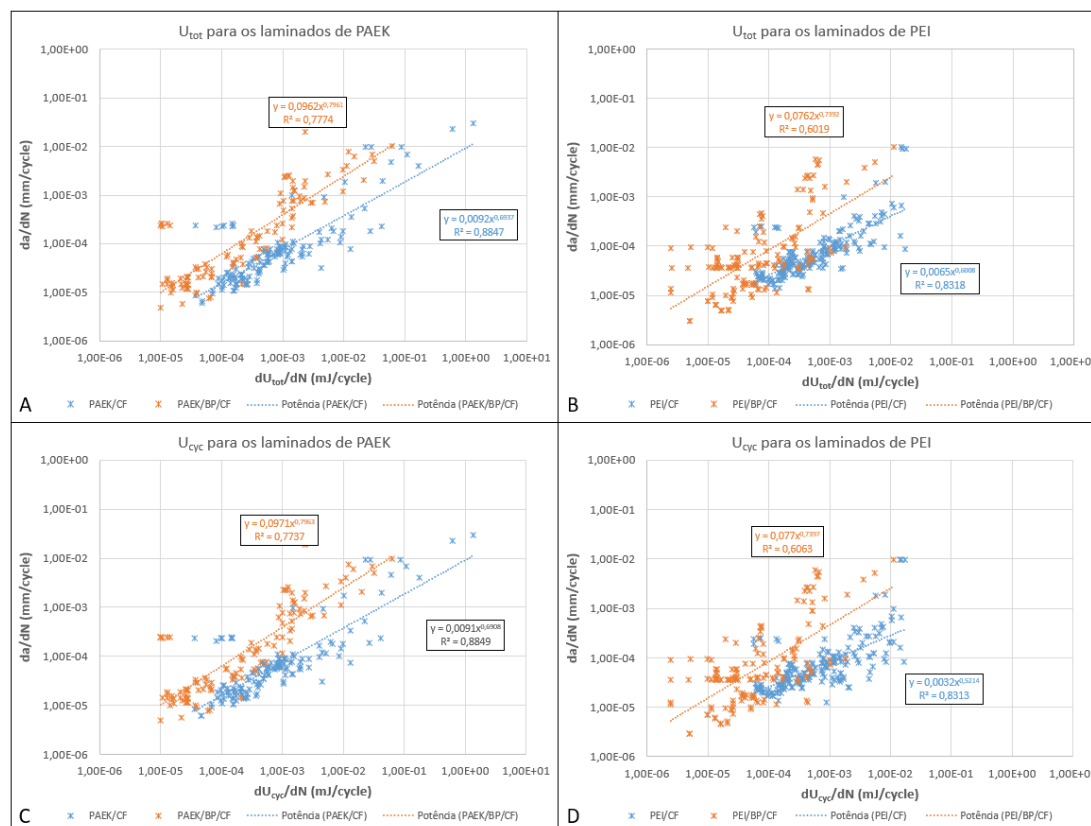 U_tot para os laminados de PAEK
1,00E+00
1,00E-01
1,00E-02
1,00E-03
1,00E-04
1,00E-05
1,00E-06
da/dN (mm/cycle)
y = 0,0962x^0,7961
R² = 0,7774
y = 0,0092x^0,6937
R² = 0,8847
1,00E-06 1,00E-05 1,00E-04 1,00E-03 1,00E-02 1,00E-01 1,00E+00 1,00E+01
dU_tot/dN (mJ/cycle)
A
PAEK/CF PAEK/BP/CF Potência (PAEK/CF) Potência (PAEK/BP/CF)
U_tot para os laminados de PEI
1,00E+00
1,00E-01
1,00E-02
1,00E-03
1,00E-04
1,00E-05
1,00E-06
da/dN (mm/cycle)
y = 0,0762x^0,7392
R² = 0,6019
y = 0,0065x
R² = 0,8318
1,00E-06 1,00E-05 1,00E-04 1,00E-03 1,00E-02 1,00E-01 1,00E+0
dU_tot/dN (mJ/cycle)
B
PEI/CF PEI/BP/CF Potência (PEI/CF) Potência (PEI/BP/CF)
U_cyc para os laminados de PAEK
1,00E+00
1,00E-01
1,00E-02
1,00E-03
1,00E-04
1,00E-05
1,00E-06
da/dN (mm/cycle)
y = 0,0971x^0,7963
R² = 0,7737
y = 0,0091x^0,6908
R² = 0,8849
1,00E-06 1,00E-05 1,00E-04 1,00E-03 1,00E-02 1,00E-01 1,00E+00 1,00E+01
dU_cyc/dN (mJ/cycle)
C
PAEK/CF PAEK/BP/CF Potência (PAEK/CF) Potência (PAEK/BP/CF)
U_cyc para os laminados de PEI
1,00E+00
1,00E-01
1,00E-02
1,00E-03
1,00E-04
1,00E-05
1,00E-06
da/dN (mm/cycle)
y = 0,077x
R² = 0,6063
y = 0,0032x^0,5214
R² = 0,8313
1,00E-06 1,00E-05 1,00E-04 1,00E-03 1,00E-02 1,00E-01 1,00E+0
dU_cyc/dN (mJ/cycle)
D
PEI/CF PEI/BP/CF Potência (PEI/CF) Potência (PEI/BP/CF)